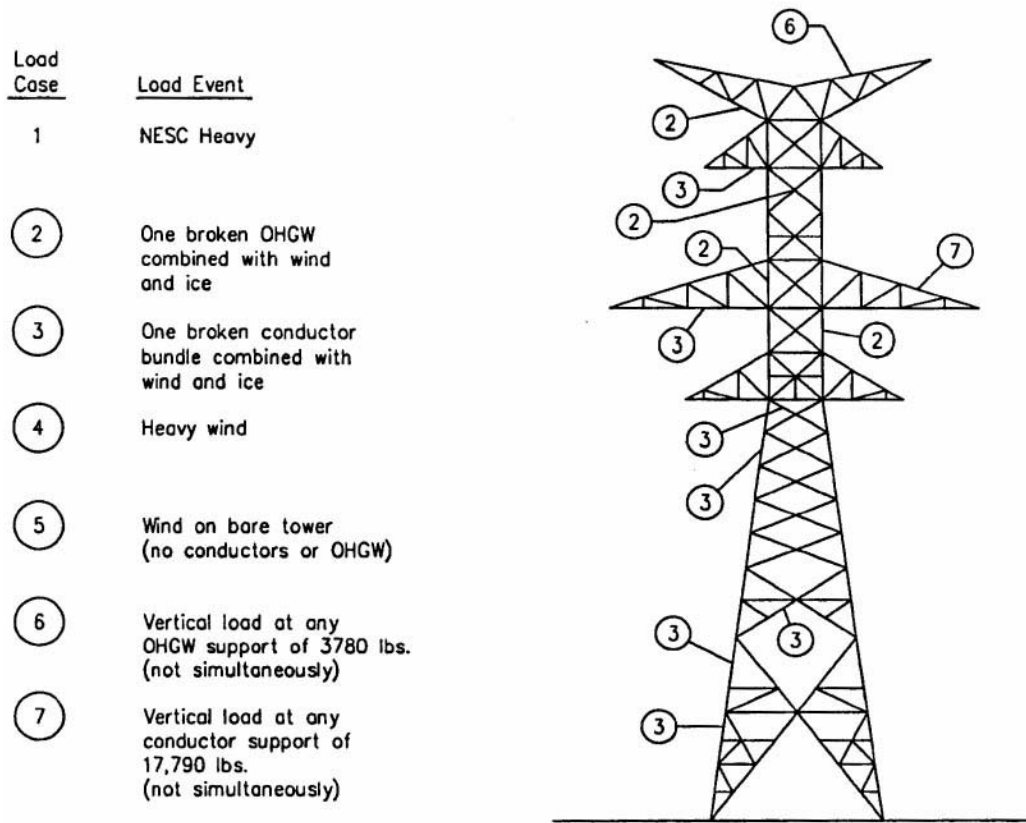 Load
Case Load Event
1 NESC Heavy
2 One broken OHGW
combined with wind
and ice
3 One broken conductor
bundle combined with
wind and ice
4 Heavy wind
5 Wind on bare tower
(no conductors or OHGW)
6 Vertical load at any
OHGW support of 3780 lbs.
(not simultaneously)
7 Vertical load at any
conductor support of
17,790 lbs.
(not simultaneously)
6
2
3
2
2
7
3
2
3
3
3
3
3